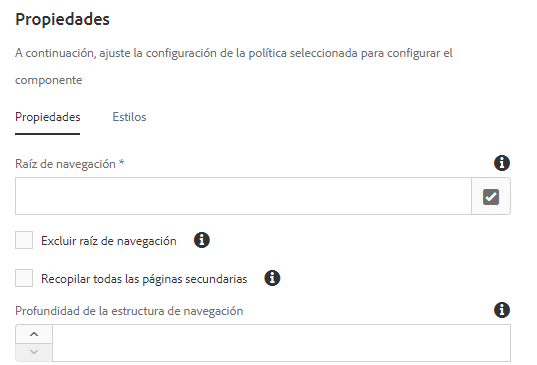 Propiedades
A continuación, ajuste la configuración de la política seleccionada para configurar el
componente
Propiedades Estilos
Raíz de navegación *
Excluir raíz de navegación
Recopilar todas las páginas secundarias
Profundidad de la estructura de navegación